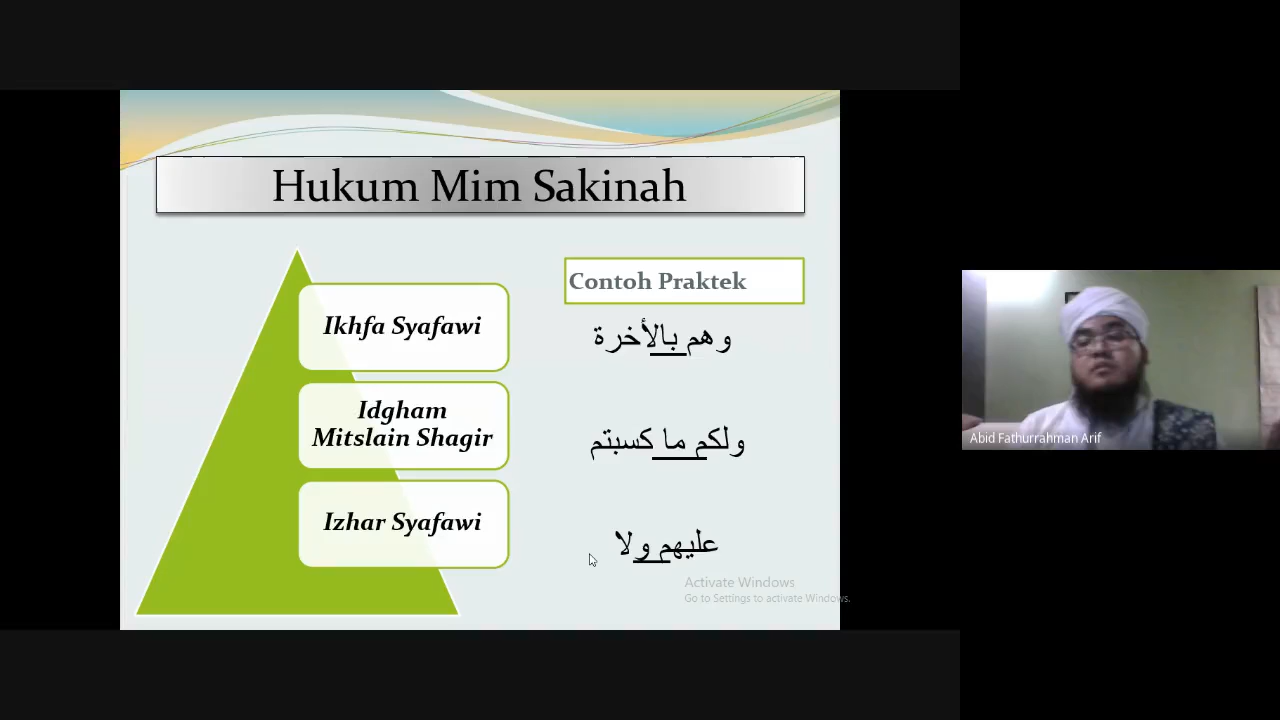 Hukum Mim Sakinah
Contoh Praktek
Ikhfa Syafawi
وهم بالأخرة
Idgham
Mitslain Shagir
ولكم ما كسبتم
Izhar Syafawi
عليهم ولا
Activate Windows
Go to Settings to activate Windows.
Abid Fathurrahman Arif